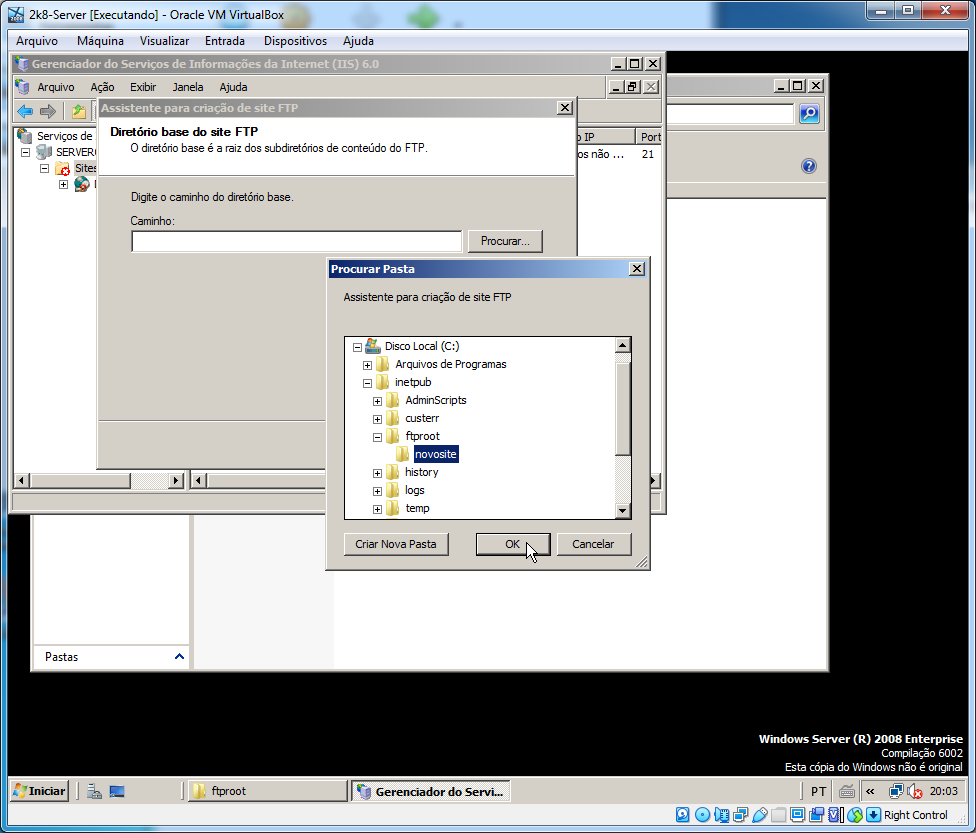 2k8-Server [Executando] - Oracle VM VirtualBox
Arquivo Máquina Visualizar Entrada Dispositivos Ajuda
Gerenciador do Serviços de Informações da Internet (IIS) 6.0
Arquivo Ação Exibir Janela Ajuda
Assistente para criação de site FTP
Diretório base do site FTP
O diretório base é a raiz dos subdiretórios de conteúdo do FTP.
Serviços de
SERVER
Sites
IP Port
os não ... 21
Digite o caminho do diretório base.
Caminho:
Procurar...
Procurar Pasta
Assistente para criação de site FTP
Disco Local (C:)
Arquivos de Programas
inetpub
AdminScripts
custerr
ftproot
novosite
history
logs
temp
Criar Nova Pasta OK Cancelar
Pastas
Windows Server (R) 2008 Enterprise
Compilação 6002
Esta cópia do Windows não é original
Iniciar ftproot Gerenciador do Servi... PT « 20:03
Right Control